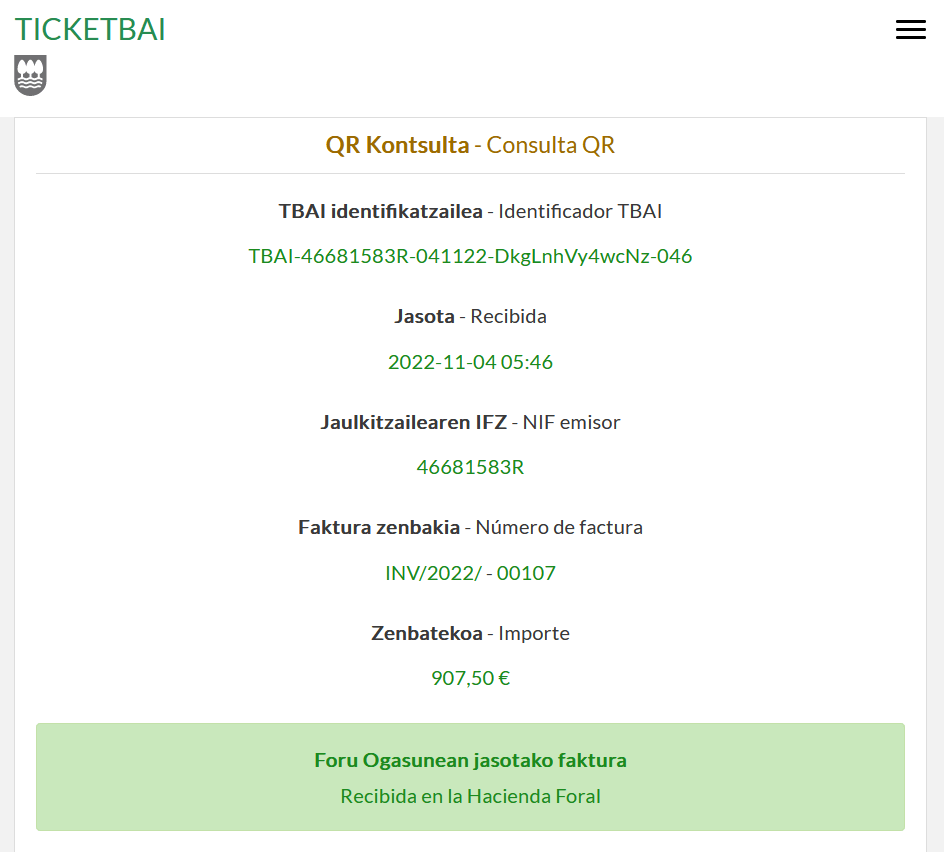 TICKETBAI
QR Kontsulta - Consulta QR
TBAI identifikatzailea - Identificador TBAI
TBAI-46681583R-041122-DkgLnhVy4wcNz-046
Jasota - Recibida
2022-11-04 05:46
Jaulkitzailearen IFZ - NIF emisor
46681583R
Faktura zenbakia - Número de factura
INV/2022/ - 00107
Zenbatekoa - Importe
907,50 €
Foru Ogasunean jasotako faktura
Recibida en la Hacienda Foral